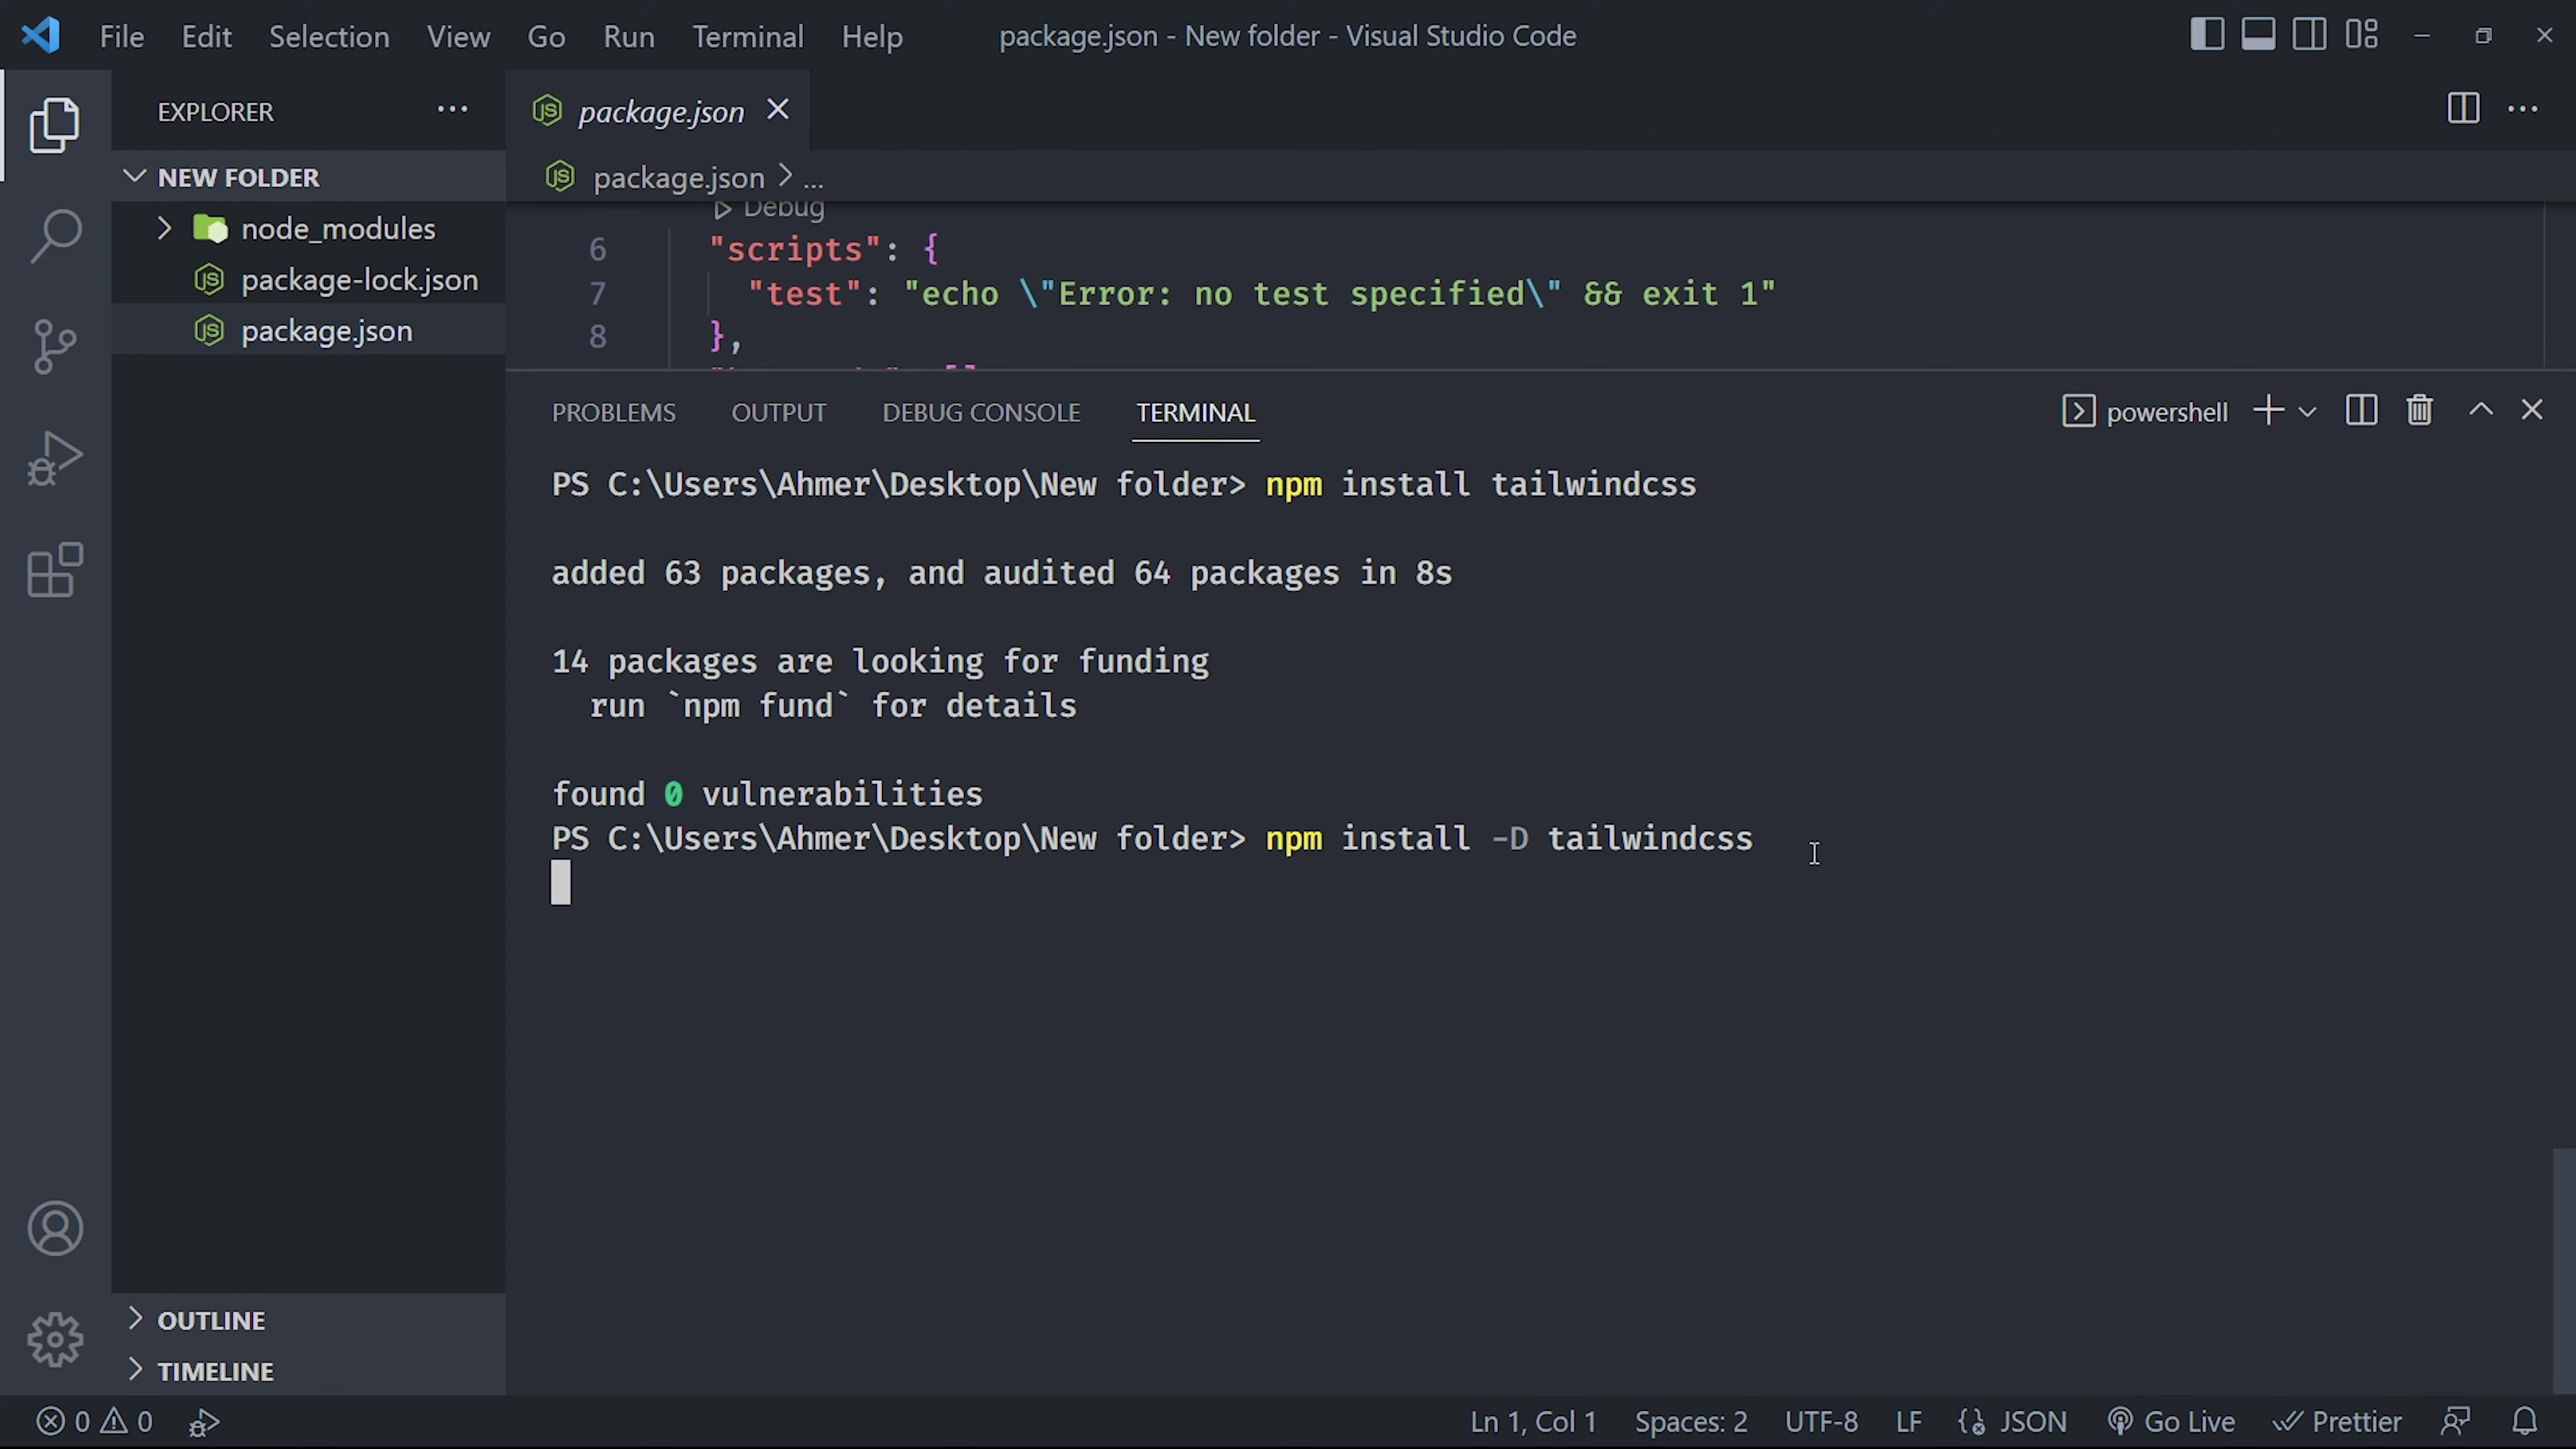 File Edit Selection View Go Run Terminal Help package.json - New folder - Visual Studio Code
EXPLORER
NEW FOLDER
node_modules
package-lock.json
package.json
OUTLINE
TIMELINE
package.json
package.json > ...
Debug
6 "scripts": {
7 "test": "echo \"Error: no test specified\" && exit 1"
8 },
PROBLEMS OUTPUT DEBUG CONSOLE TERMINAL powershell
PS C:\Users\Ahmer\Desktop\New folder> npm install tailwindcss
added 63 packages, and audited 64 packages in 8s
14 packages are looking for funding
run `npm fund` for details
found 0 vulnerabilities
PS C:\Users\Ahmer\Desktop\New folder> npm install -D tailwindcss
0 0 Ln 1, Col 1 Spaces: 2 UTF-8 LF JSON Go Live Prettier